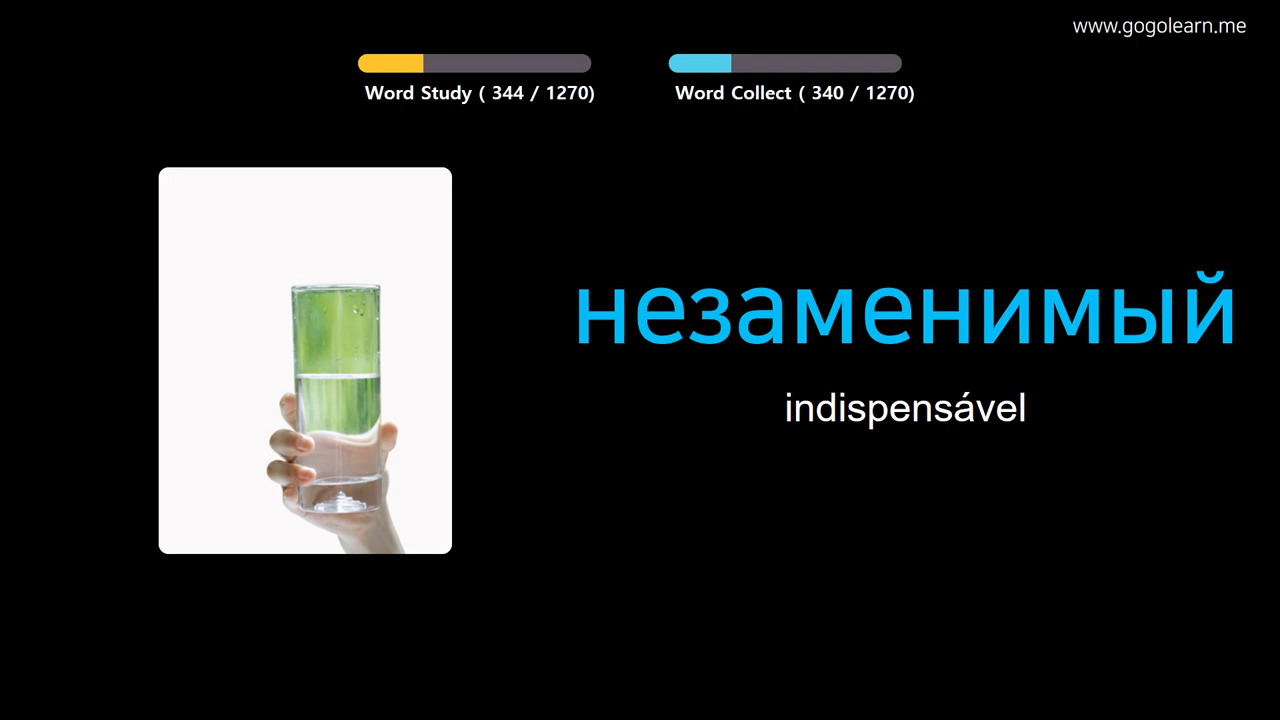 www.gogolearn.me
Word Study ( 344 / 1270)
Word Collect ( 340 / 1270)
незаменимый
indispensável